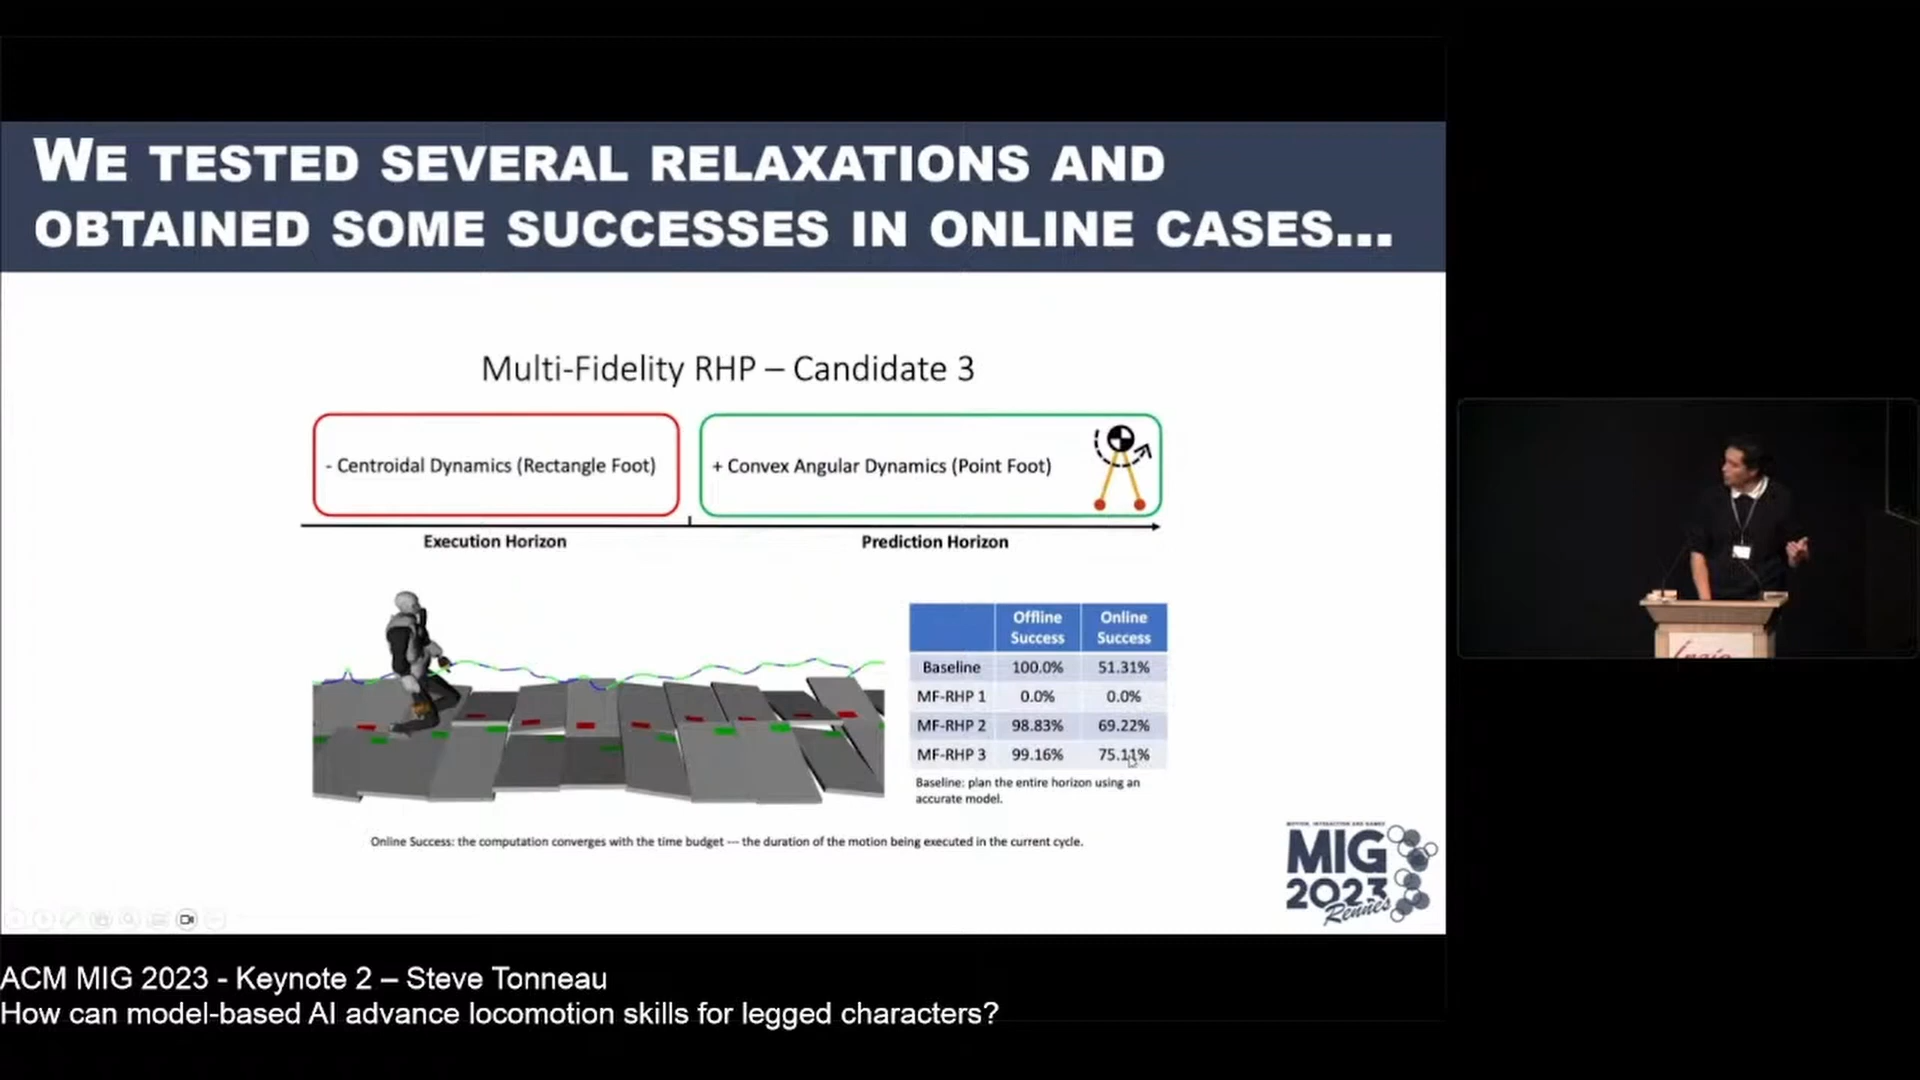 WE TESTED SEVERAL RELAXATIONS AND
OBTAINED SOME SUCCESSES IN ONLINE CASES...
Multi-Fidelity RHP – Candidate 3
- Centroidal Dynamics (Rectangle Foot)
+ Convex Angular Dynamics (Point Foot)
Execution Horizon
Prediction Horizon
Offline Success
Online Success
Baseline 100.0% 51.31%
MF-RHP 1 0.0% 0.0%
MF-RHP 2 98.83% 69.22%
MF-RHP 3 99.16% 75.11%
Baseline: plan the entire horizon using an
accurate model.
Online Success: the computation converges with the time budget --- the duration of the motion being executed in the current cycle.
MOTION, INTERACTION AND GAMES
MIG
2023
Rennes
Inria
ACM MIG 2023 - Keynote 2 – Steve Tonneau
How can model-based AI advance locomotion skills for legged characters?